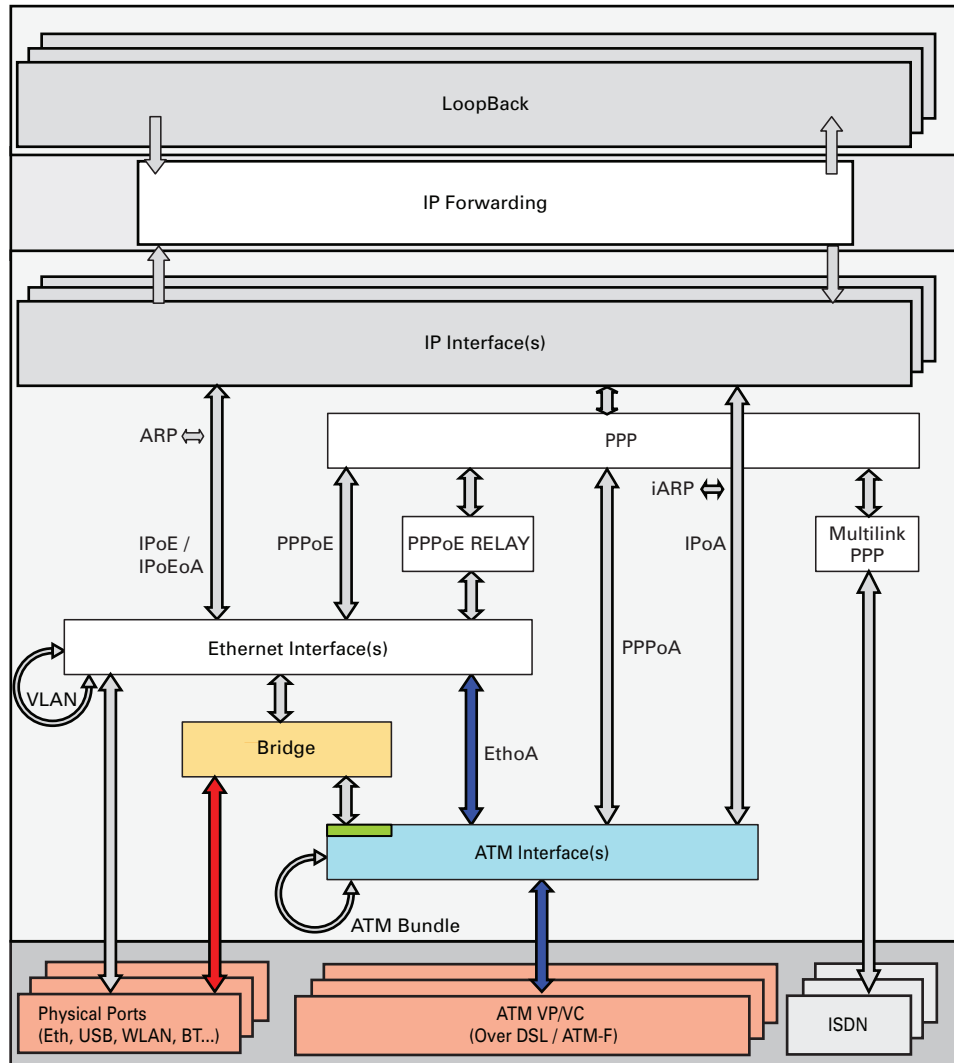 LoopBack
IP Forwarding
IP Interface(s)
ARP
PPP
iARP
IPoE /
IPoEoA
PPPoE
PPPoE RELAY
IPoA
Multilink
PPP
Ethernet Interface(s)
PPPoA
VLAN
Bridge
EthoA
ATM Interface(s)
ATM Bundle
Physical Ports
(Eth, USB, WLAN, BT...)
ATM VP/VC
(Over DSL / ATM-F)
ISDN